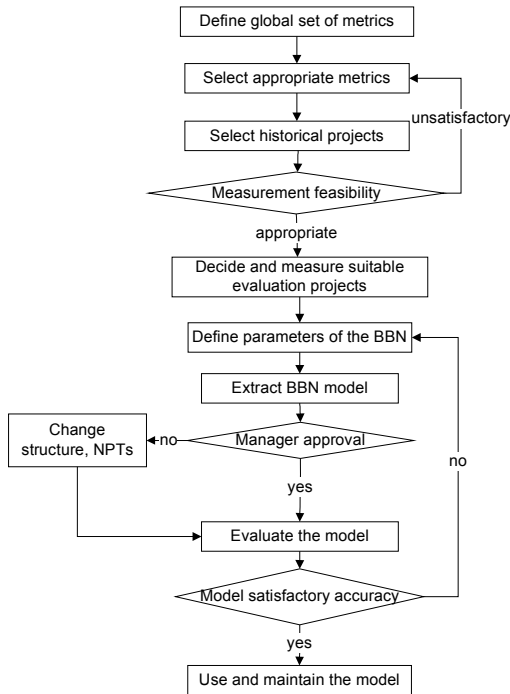 Define global set of metrics
Select appropriate metrics
unsatisfactory
Select historical projects
Measurement feasibility
appropriate
Decide and measure suitable
evaluation projects
Define parameters of the BBN
Extract BBN model
Change
structure, NPTs
no
Manager approval
no
yes
Evaluate the model
Model satisfactory accuracy
yes
Use and maintain the model